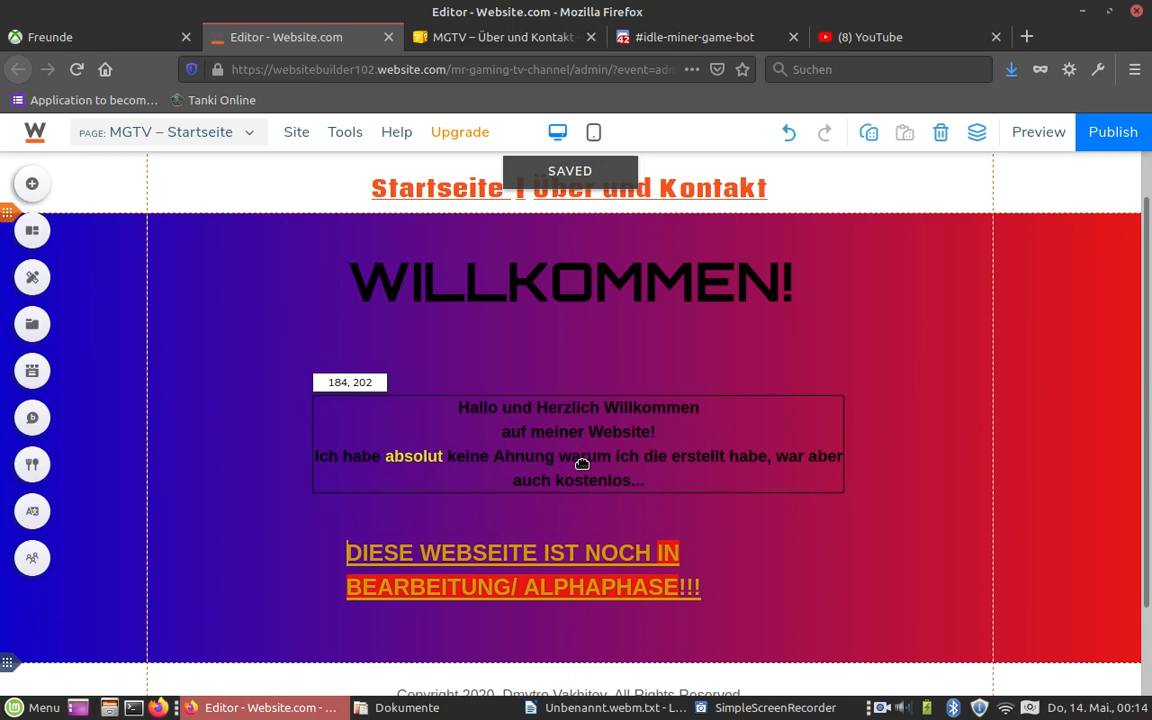 Editor - Website.com - Mozilla Firefox
Freunde
Editor - Website.com
MGTV – Über und Kontakt
#idle-miner-game-bot
(8) YouTube
https://websitebuilder102.website.com/mr-gaming-tv-channel/admin/?event=adm
Suchen
Application to becom…
Tanki Online
PAGE: MGTV – Startseite
Site
Tools
Help
Upgrade
Preview
Publish
SAVED
Startseite | Über und Kontakt
WILLKOMMEN!
184, 202
Hallo und Herzlich Willkommen
auf meiner Website!
Ich habe absolut keine Ahnung warum ich die erstellt habe, war aber
auch kostenlos...
DIESE WEBSEITE IST NOCH IN
BEARBEITUNG/ ALPHAPHASE!!!
Copyright 2020, Dmytro Vakhitov, All Rights Reserved
Menu
Editor - Website.com - …
Dokumente
Unbenannt.webm.txt - L…
SimpleScreenRecorder
Do, 14. Mai., 00:14